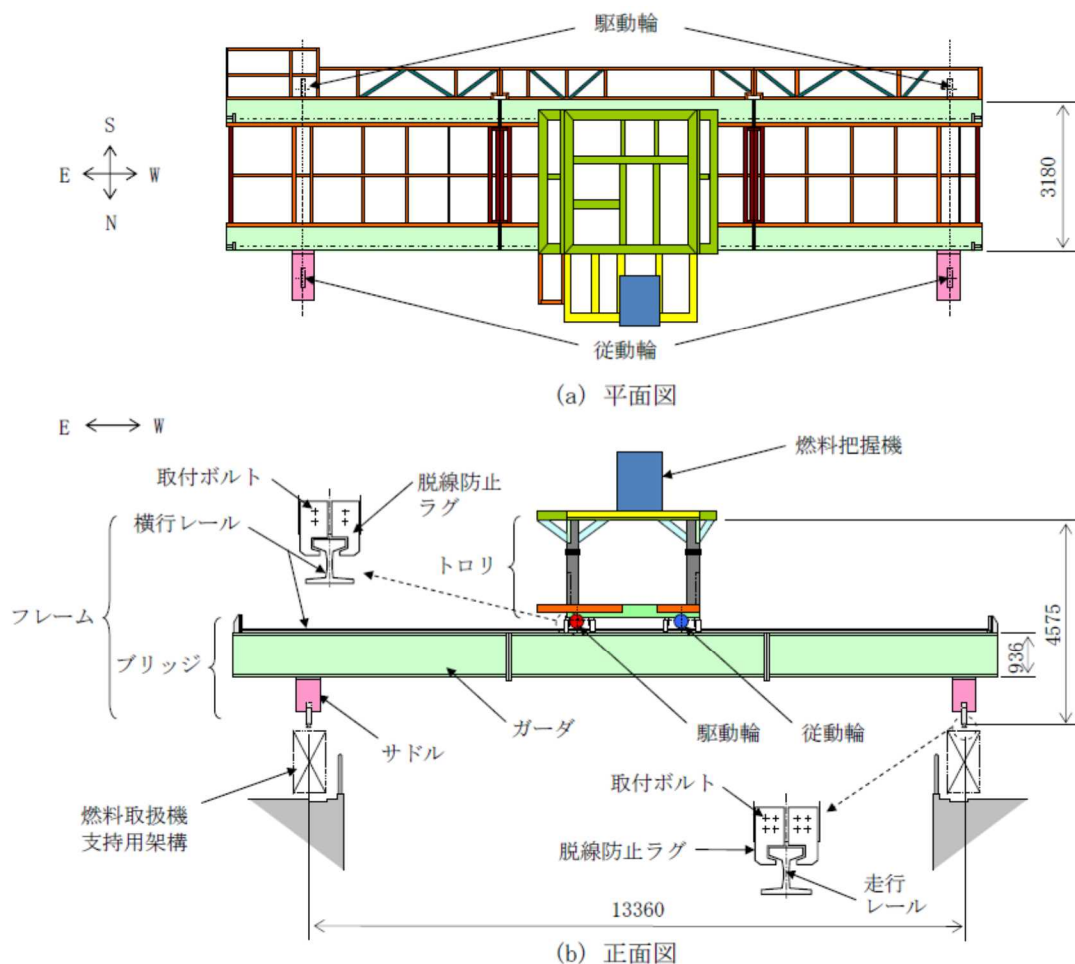 駆動輪
S
E W
N
3180
従動輪
(a) 平面図
E W
燃料把握機
取付ボルト
脱線防止
ラグ
横行レール
トロリ
フレーム
ブリッジ
4575
936
ガーダ
サドル
駆動輪
従動輪
燃料取扱機
支持用架構
取付ボルト
脱線防止ラグ
走行
レール
13360
(b) 正面図